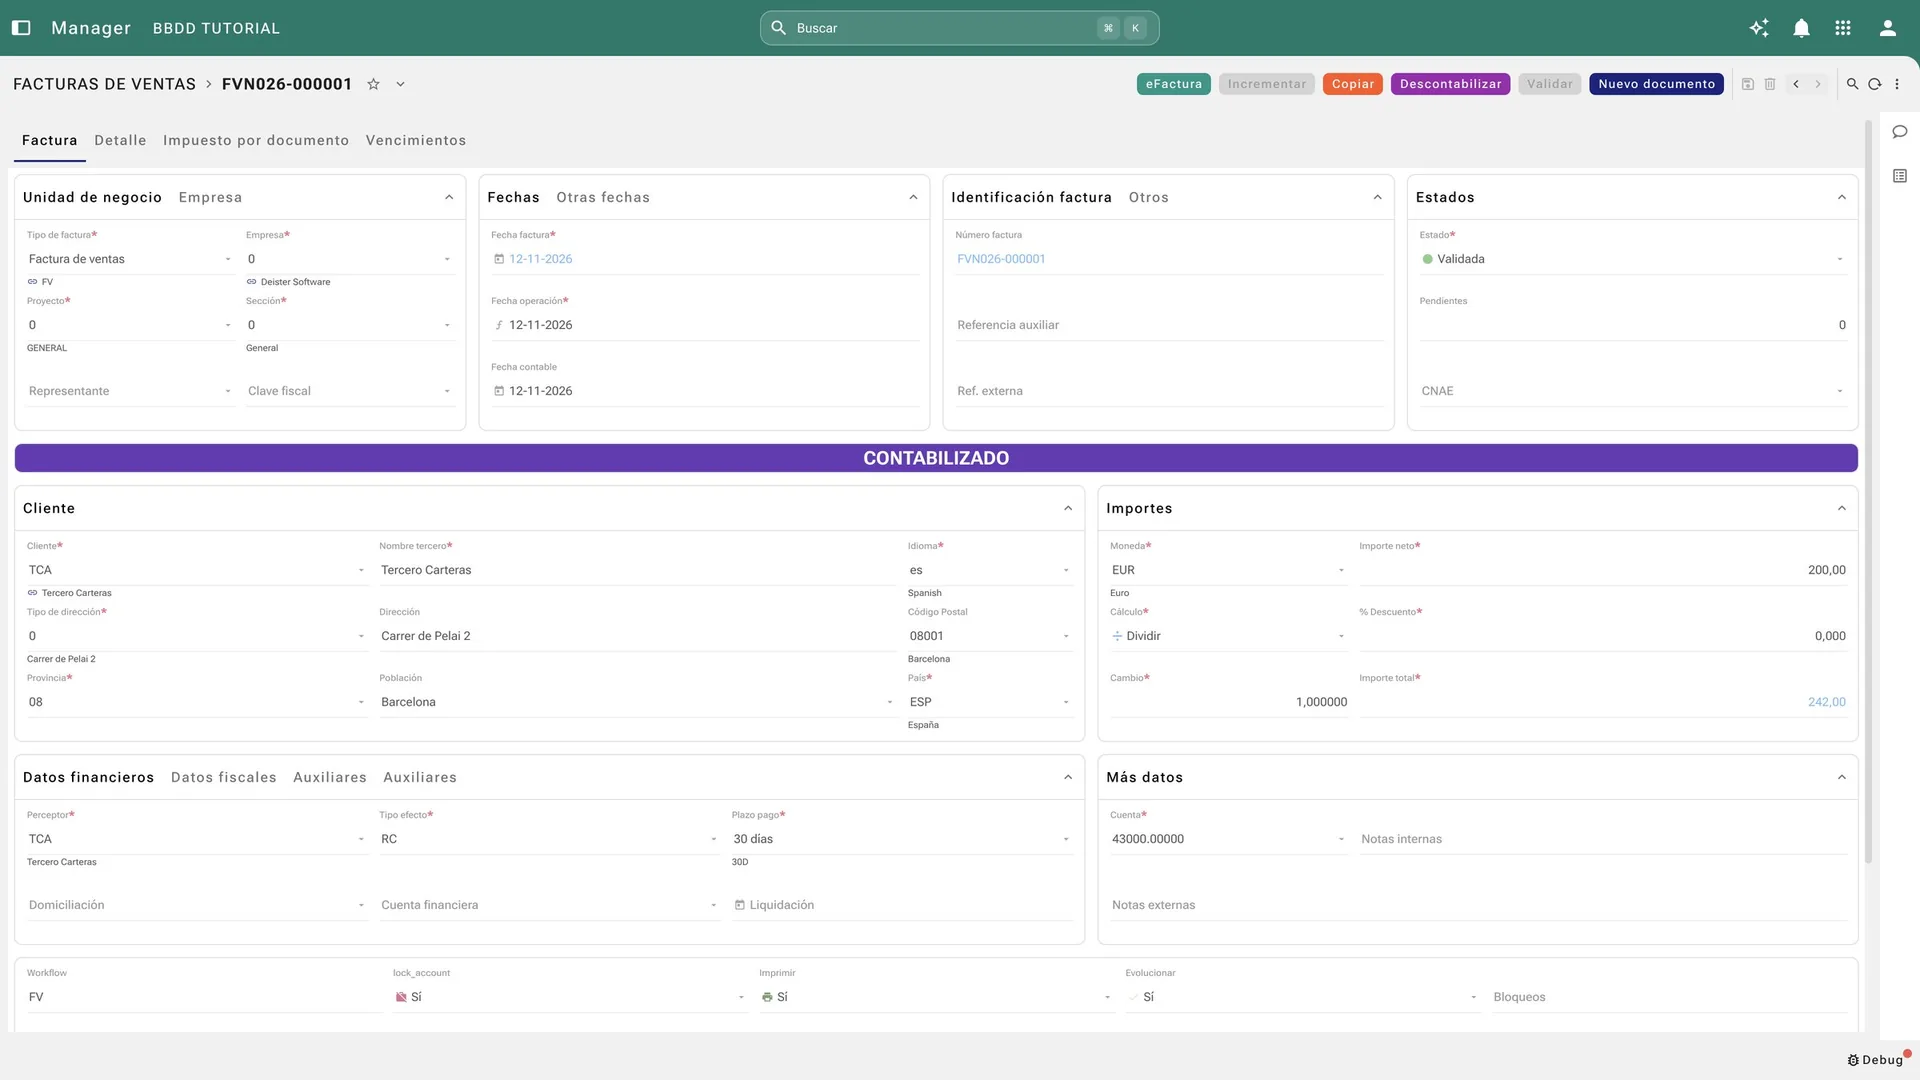 Manager BBDD TUTORIAL Buscar ⌘ K
FACTURAS DE VENTAS › FVN026-000001 eFactura Incrementar Copiar Descontabilizar Validar Nuevo documento
Factura Detalle Impuesto por documento Vencimientos
Unidad de negocio Empresa
Tipo de factura* Empresa*
Factura de ventas 0
FV Deister Software
Proyecto* Sección*
0 0
GENERAL General
Representante Clave fiscal
Fechas Otras fechas
Fecha factura*
12-11-2026
Fecha operación*
12-11-2026
Fecha contable
12-11-2026
Identificación factura Otros
Número factura
FVN026-000001
Referencia auxiliar
Ref. externa
Estados
Estado*
Validada
Pendientes
0
CNAE
CONTABILIZADO
Cliente
Cliente* Nombre tercero* Idioma*
TCA Tercero Carteras es
Tercero Carteras Spanish
Tipo de dirección* Dirección Código Postal
0 Carrer de Pelai 2 08001
Carrer de Pelai 2 Barcelona
Provincia* Población País*
08 Barcelona ESP
España
Importes
Moneda* Importe neto*
EUR 200,00
Euro
Cálculo* % Descuento*
Dividir 0,000
Cambio* Importe total*
1,000000 242,00
Datos financieros Datos fiscales Auxiliares Auxiliares
Perceptor* Tipo efecto* Plazo pago*
TCA RC 30 días
Tercero Carteras 30D
Domiciliación Cuenta financiera Liquidación
Más datos
Cuenta*
43000.00000 Notas internas
Notas externas
Workflow lock_account Imprimir Evolucionar
FV Sí Sí Sí Bloqueos
Debug